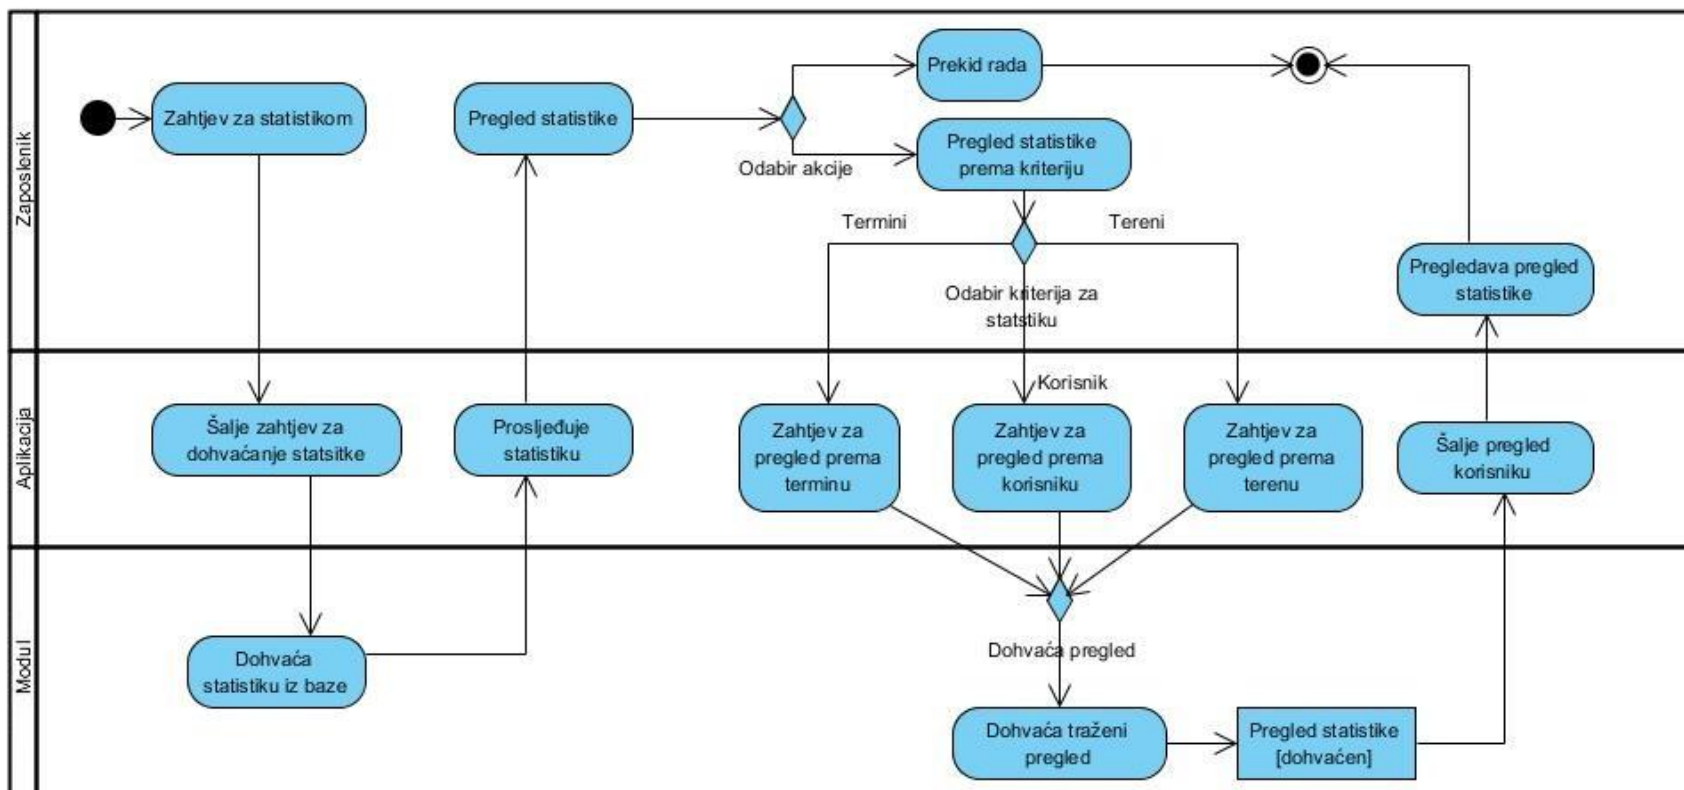 Zaposlenik
Zahtjev za statistikom
Pregled statistike
Odabir akcije
Prekid rada
Pregled statistike
prema kriteriju
Termini
Tereni
Odabir kriterija za
statstiku
Pregledava pregled
statistike
Aplikacija
Šalje zahtjev za
dohvaćanje statsitke
Prosljeđuje
statistiku
Korisnik
Zahtjev za
pregled prema
terminu
Zahtjev za
pregled prema
korisniku
Zahtjev za
pregled prema
terenu
Šalje pregled
korisniku
Modul
Dohvaća
statistiku iz baze
Dohvaća pregled
Dohvaća traženi
pregled
Pregled statistike
[dohvaćen]